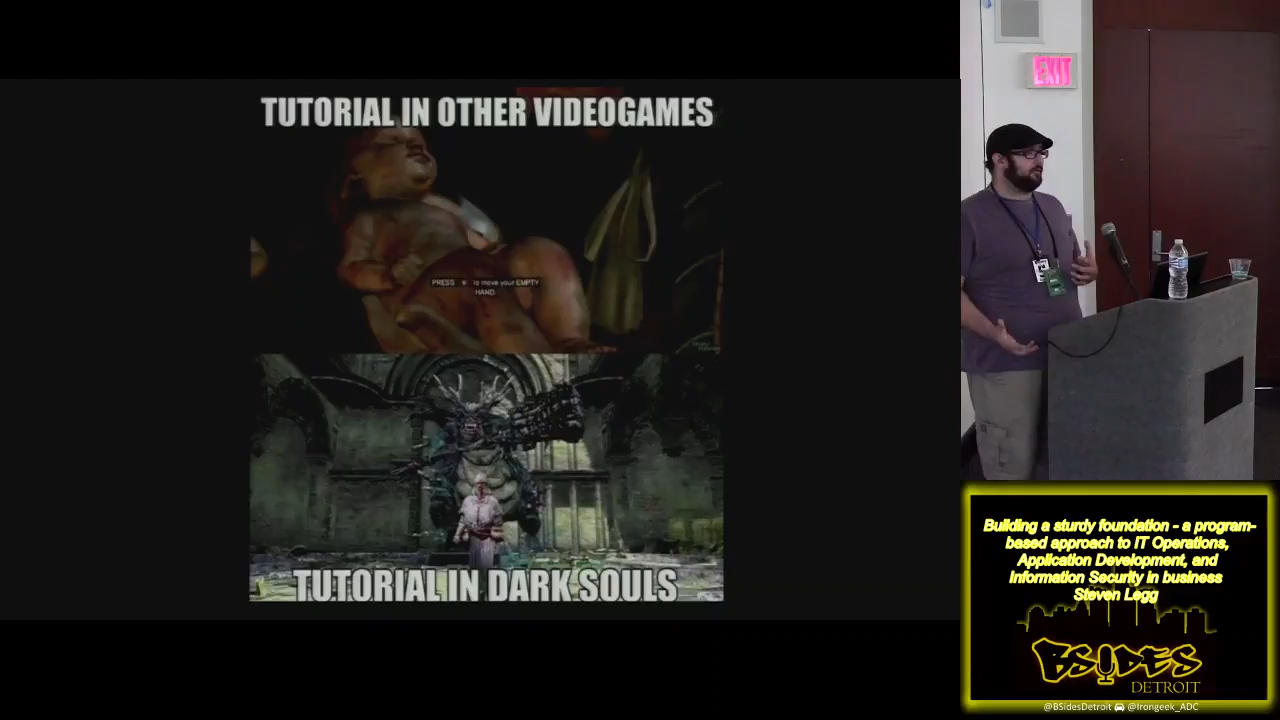 TUTORIAL IN OTHER VIDEOGAMES
PRESS to move your EMPTY
HAND.
TUTORIAL IN DARK SOULS
EXIT
Building a sturdy foundation - a program-
based approach to IT Operations,
Application Development, and
Information Security in business
Steven Legg
BSIDES
DETROIT
@BSidesDetroit @Irongeek_ADC